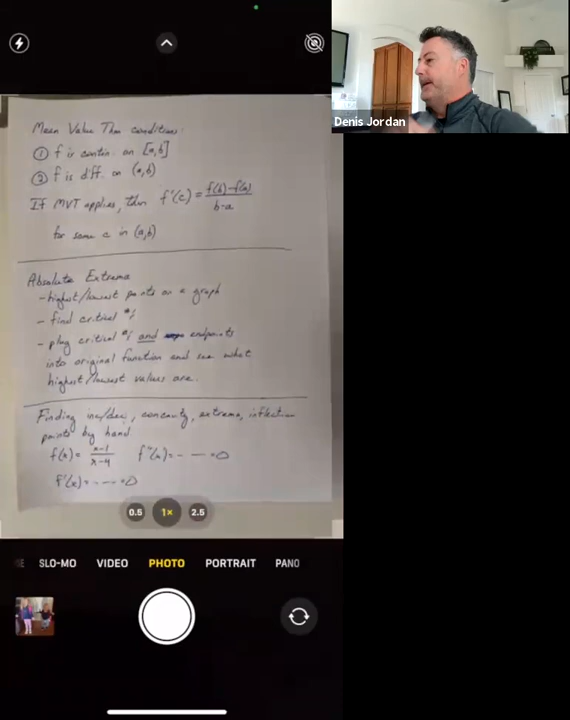 Denis Jordan
Mean Value Thm conditions:
① f is contin. on [a,b]
② f is diff. on (a,b)
If MVT applies, then f'(c) = f(b)-f(a)
b-a
for some c in (a,b)
Absolute Extrema
- highest/lowest points on a graph
- find critical #'s
- plug critical #'s and endpoints
into original function and see what
highest/lowest values are.
Finding inc/dec, concavity, extrema, inflection
points by hand
f(x) = x-1
x-4
f"(x) = - - = 0
f'(x) = - - - = 0
0.5 1× 2.5
SLO-MO VIDEO PHOTO PORTRAIT PANO